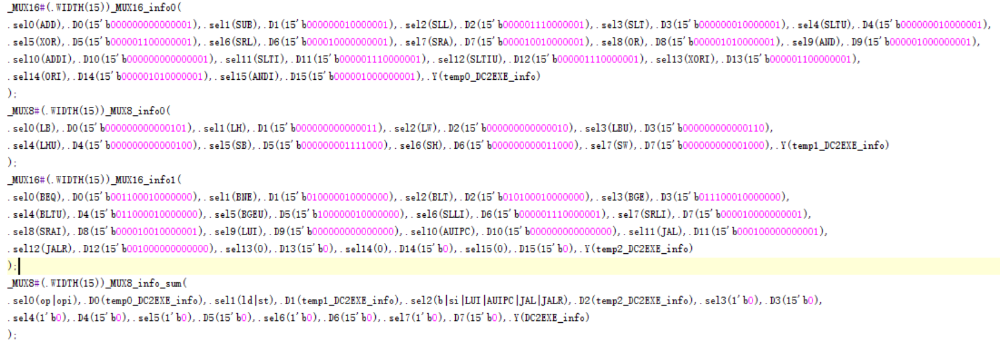 _MUX16#(.WIDTH(15))_MUX16_info0(
.sel0(ADD),.D0(15'b000000000000001),.sel1(SUB),.D1(15'b000000010000001),.sel2(SLL),.D2(15'b000001110000001),.sel3(SLT),.D3(15'b000000010000001),.sel4(SLTU),.D4(15'b000000010000001),
.sel5(XOR),.D5(15'b000001100000001),.sel6(SRL),.D6(15'b000010000000001),.sel7(SRA),.D7(15'b000010010000001),.sel8(OR),.D8(15'b000001010000001),.sel9(AND),.D9(15'b000001000000001),
.sel10(ADDI),.D10(15'b000000000000001),.sel11(SLTI),.D11(15'b000001110000001),.sel12(SLTIU),.D12(15'b000001110000001),.sel13(XORI),.D13(15'b000001100000001),
.sel14(ORI),.D14(15'b000001010000001),.sel15(ANDI),.D15(15'b000001000000001),.Y(temp0_DC2EXE_info)
);
_MUX8#(.WIDTH(15))_MUX8_info0(
.sel0(LB),.D0(15'b000000000000101),.sel1(LH),.D1(15'b000000000000011),.sel2(LW),.D2(15'b000000000000010),.sel3(LBU),.D3(15'b000000000000110),
.sel4(LHU),.D4(15'b000000000000100),.sel5(SB),.D5(15'b000000001111000),.sel6(SH),.D6(15'b000000000011000),.sel7(SW),.D7(15'b000000000001000),.Y(temp1_DC2EXE_info)
);
_MUX16#(.WIDTH(15))_MUX16_info1(
.sel0(BEQ),.D0(15'b001100010000000),.sel1(BNE),.D1(15'b010000010000000),.sel2(BLT),.D2(15'b010100010000000),.sel3(BGE),.D3(15'b011100010000000),
.sel4(BLTU),.D4(15'b011000010000000),.sel5(BGEU),.D5(15'b100000010000000),.sel6(SLLI),.D6(15'b000001110000001),.sel7(SRLI),.D7(15'b000010000000001),
.sel8(SRAI),.D8(15'b000010010000001),.sel9(LUI),.D9(15'b000000000000000),.sel10(AUIPC),.D10(15'b000000000000000),.sel11(JAL),.D11(15'b000100000000001),
.sel12(JALR),.D12(15'b001000000000000),.sel13(0),.D13(15'b0),.sel14(0),.D14(15'b0),.sel15(0),.D15(15'b0),.Y(temp2_DC2EXE_info)
);
_MUX8#(.WIDTH(15))_MUX8_info_sum(
.sel0(op|opi),.D0(temp0_DC2EXE_info),.sel1(ld|st),.D1(temp1_DC2EXE_info),.sel2(b|si|LUI|AUIPC|JAL|JALR),.D2(temp2_DC2EXE_info),.sel3(1'b0),.D3(15'b0),
.sel4(1'b0),.D4(15'b0),.sel5(1'b0),.D5(15'b0),.sel6(1'b0),.D6(15'b0),.sel7(1'b0),.D7(15'b0),.Y(DC2EXE_info)
);